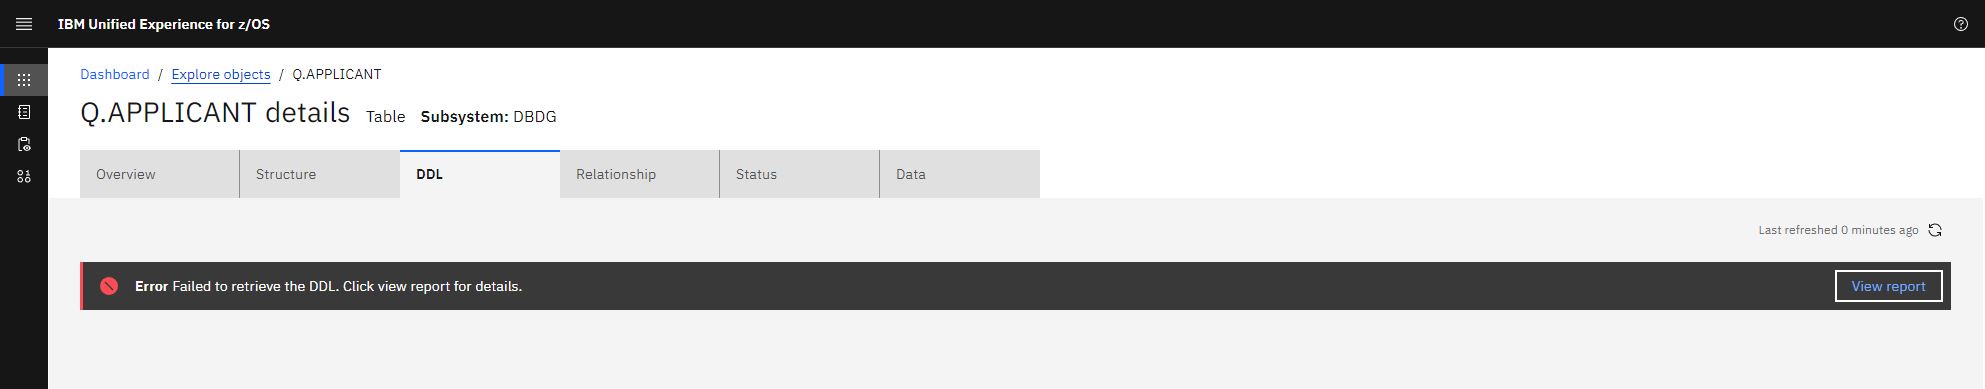 IBM Unified Experience for z/OS
Dashboard / Explore objects / Q.APPLICANT
Q.APPLICANT details Table Subsystem: DBDG
Overview Structure DDL Relationship Status Data
Last refreshed 0 minutes ago
Error Failed to retrieve the DDL. Click view report for details. View report